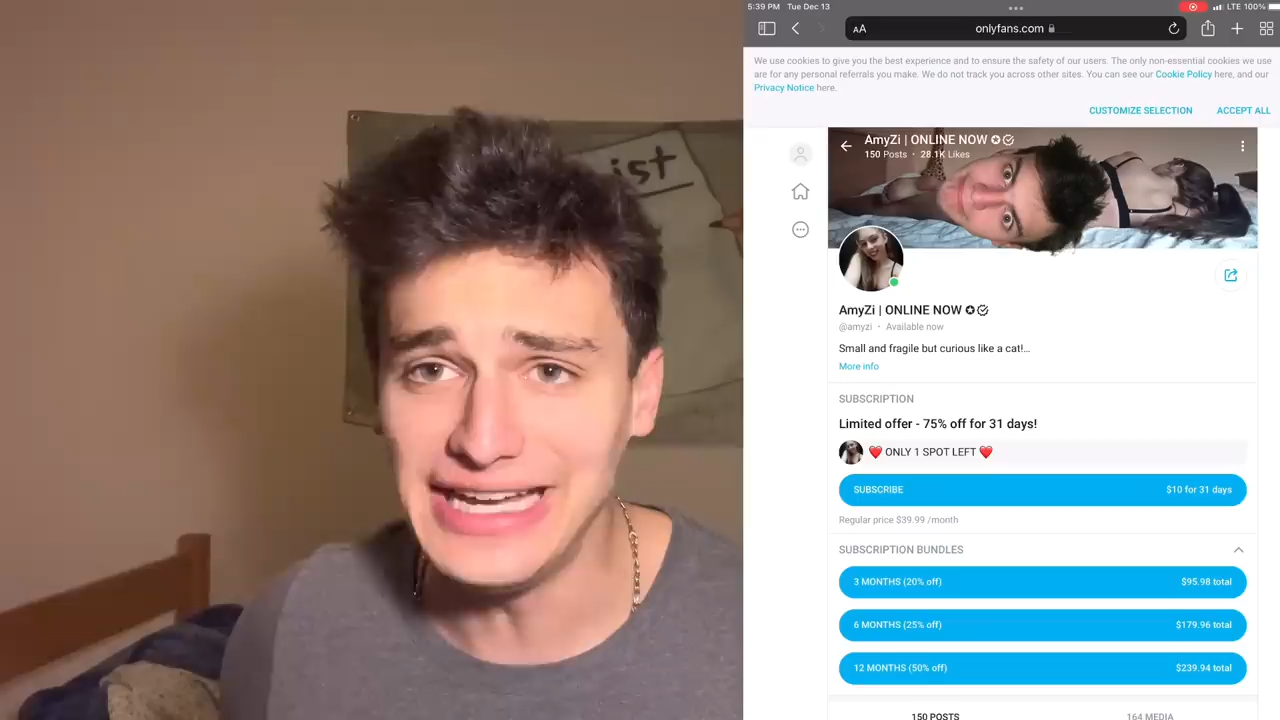 ist
5:39 PM Tue Dec 13
LTE 100%
AA
onlyfans.com
We use cookies to give you the best experience and to ensure the safety of our users. The only non-essential cookies we use
are for any personal referrals you make. We do not track you across other sites. You can see our Cookie Policy here, and our
Privacy Notice here.
CUSTOMIZE SELECTION ACCEPT ALL
AmyZi | ONLINE NOW
150 Posts · 28.1K Likes
AmyZi | ONLINE NOW
@amyzi · Available now
Small and fragile but curious like a cat!...
More info
SUBSCRIPTION
Limited offer - 75% off for 31 days!
❤️ ONLY 1 SPOT LEFT ❤️
SUBSCRIBE $10 for 31 days
Regular price $39.99 /month
SUBSCRIPTION BUNDLES
3 MONTHS (20% off) $95.98 total
6 MONTHS (25% off) $179.96 total
12 MONTHS (50% off) $239.94 total
150 POSTS 164 MEDIA